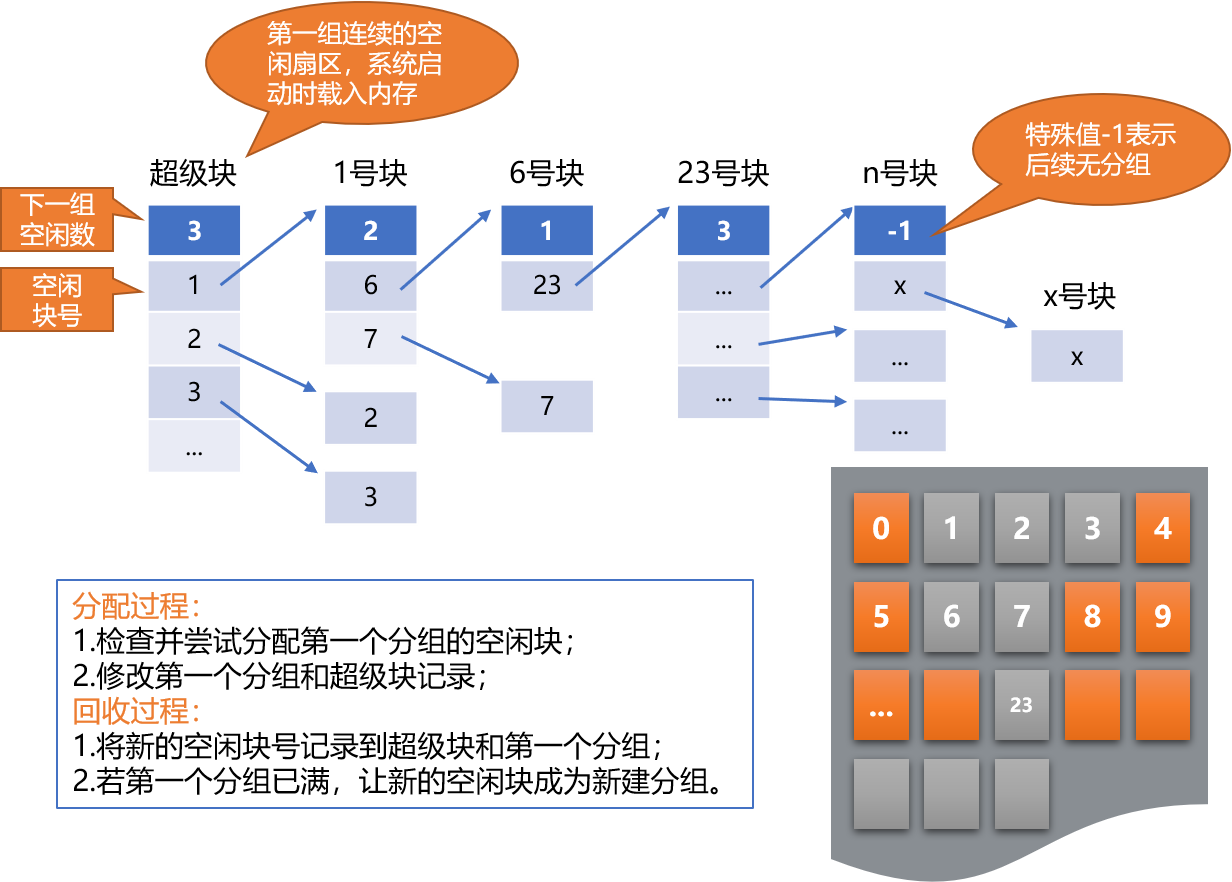 第一组连续的空
闲扇区，系统启
动时载入内存
特殊值-1表示
后续无分组
超级块
1号块
6号块
23号块
n号块
下一组
空闲数
3
2
1
3
-1
空闲
块号
1
6
23
...
x
x号块
2
7
...
...
x
3
2
7
...
...
...
3
0
1
2
3
4
5
6
7
8
9
...
23
分配过程：
1.检查并尝试分配第一个分组的空闲块；
2.修改第一个分组和超级块记录；
回收过程：
1.将新的空闲块号记录到超级块和第一个分组；
2.若第一个分组已满，让新的空闲块成为新建分组。